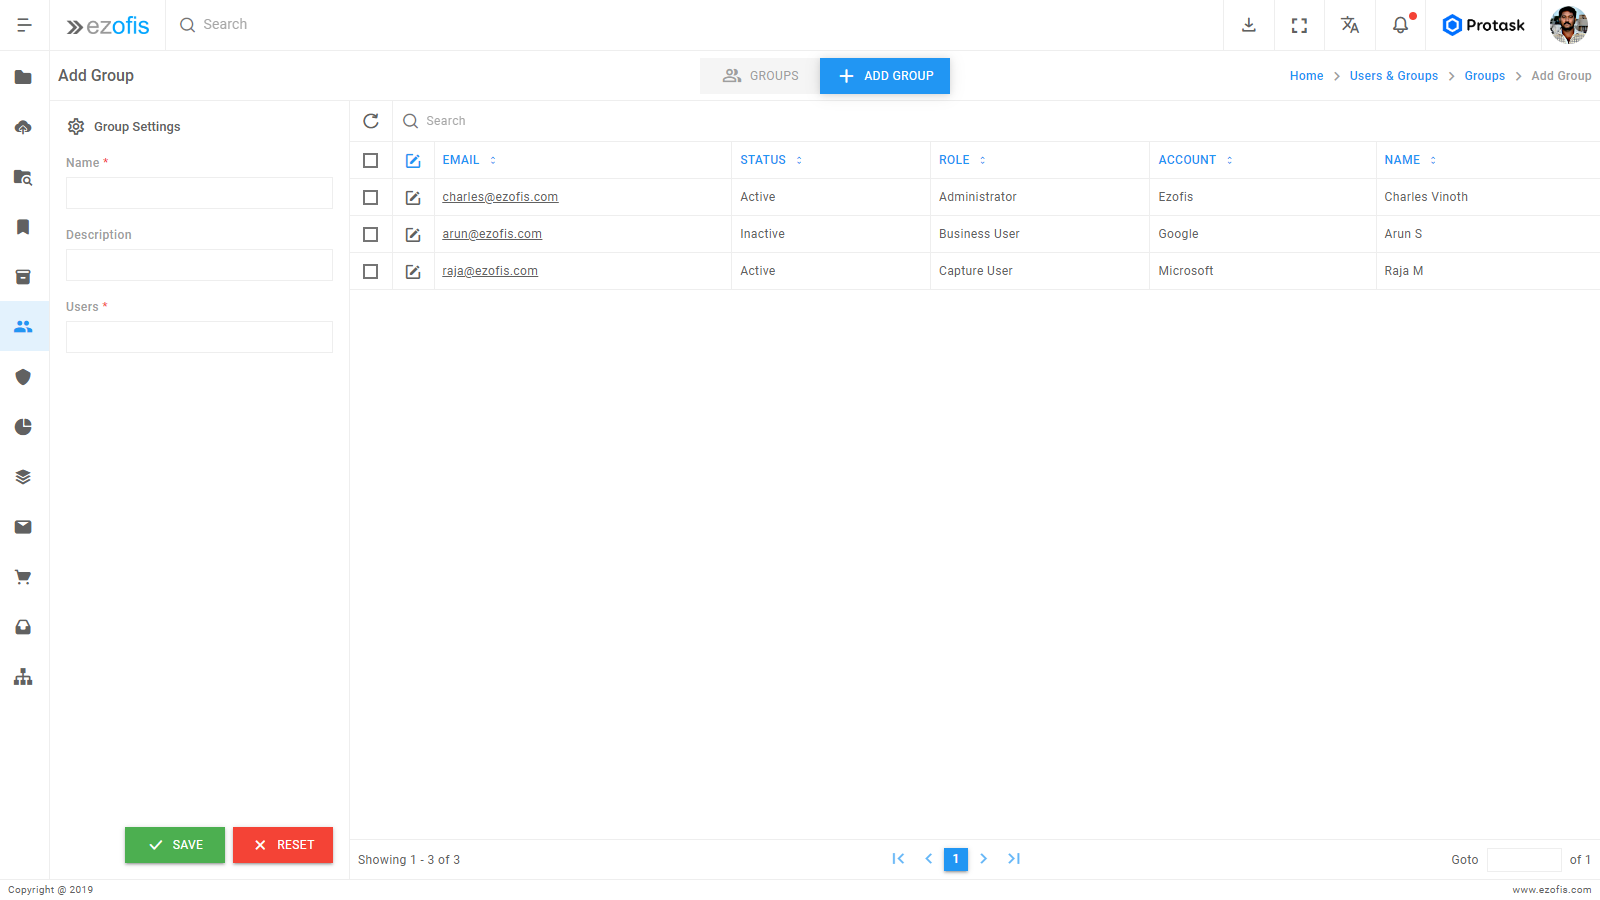 ezofis
Search
Protask
Add Group
GROUPS
ADD GROUP
Home > Users & Groups > Groups > Add Group
Group Settings
Name *
Description
Users *
Search
EMAIL STATUS ROLE ACCOUNT NAME
charles@ezofis.com Active Administrator Ezofis Charles Vinoth
arun@ezofis.com Inactive Business User Google Arun S
raja@ezofis.com Active Capture User Microsoft Raja M
SAVE
RESET
Showing 1 - 3 of 3
1
Goto of 1
Copyright @ 2019
www.ezofis.com